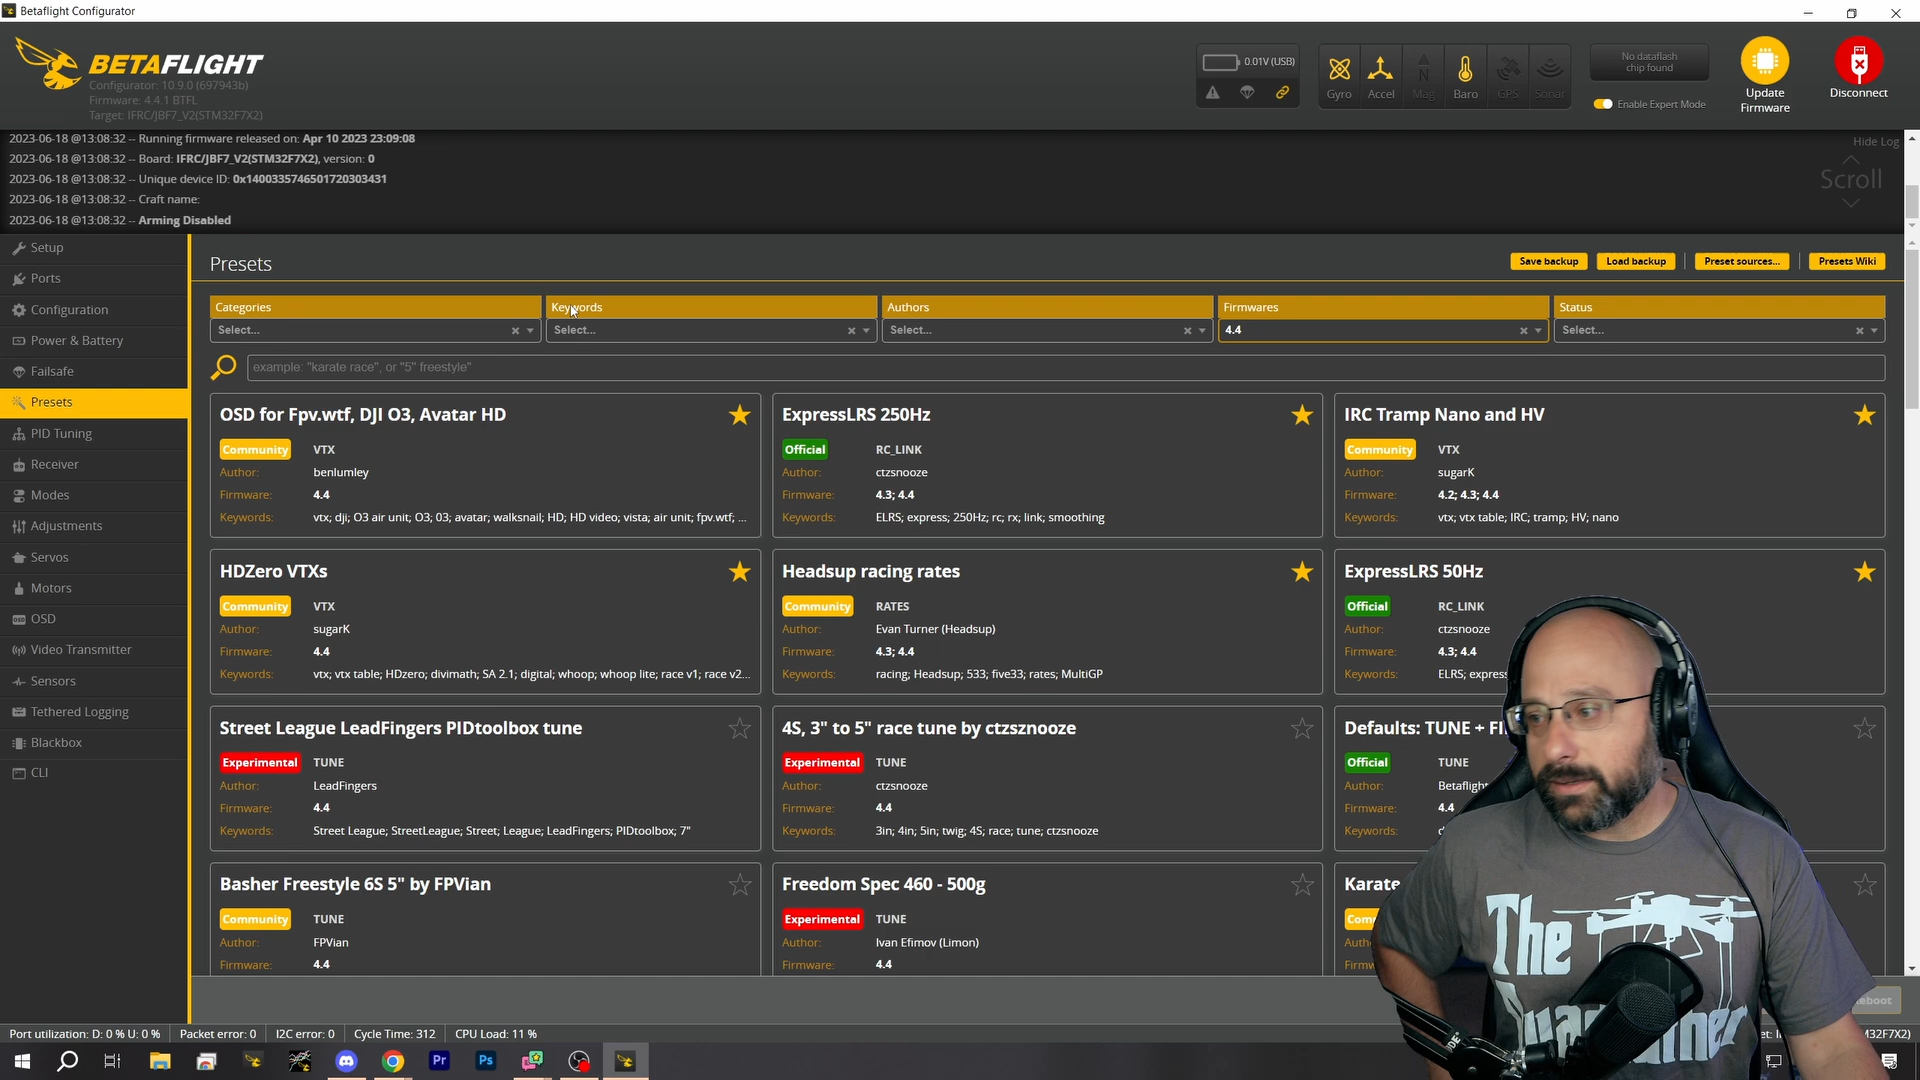 Betaflight Configurator
BETAFLIGHT
Configurator: 10.9.0 (697943b)
Firmware: 4.4.1 BTFL
Target: IFRC/JBF7_V2(STM32F7X2)
0.01V (USB)
Gyro
Accel
Mag
Baro
GPS
Sonar
No dataflash
chip found
Enable Expert Mode
Update
Firmware
Disconnect
2023-06-18 @13:08:32 -- Running firmware released on: Apr 10 2023 23:09:08
2023-06-18 @13:08:32 -- Board: IFRC/JBF7_V2(STM32F7X2), version: 0
2023-06-18 @13:08:32 -- Unique device ID: 0x1400335746501720303431
2023-06-18 @13:08:32 -- Craft name:
2023-06-18 @13:08:32 -- Arming Disabled
Hide Log
Scroll
Setup
Ports
Configuration
Power & Battery
Failsafe
Presets
PID Tuning
Receiver
Modes
Adjustments
Servos
Motors
OSD
Video Transmitter
Sensors
Tethered Logging
Blackbox
CLI
Presets
Save backup
Load backup
Preset sources...
Presets Wiki
Categories
Keywords
Authors
Firmwares
Status
Select...
Select...
Select...
4.4
Select...
example: "karate race", or "5" freestyle"
OSD for Fpv.wtf, DJI O3, Avatar HD
Community VTX
Author: benlumley
Firmware: 4.4
Keywords: vtx; dji; O3 air unit; O3; 03; avatar; walksnail; HD; HD video; vista; air unit; fpv.wtf; ...
ExpressLRS 250Hz
Official RC_LINK
Author: ctzsnooze
Firmware: 4.3; 4.4
Keywords: ELRS; express; 250Hz; rc; rx; link; smoothing
IRC Tramp Nano and HV
Community VTX
Author: sugarK
Firmware: 4.2; 4.3; 4.4
Keywords: vtx; vtx table; IRC; tramp; HV; nano
HDZero VTXs
Community VTX
Author: sugarK
Firmware: 4.4
Keywords: vtx; vtx table; HDzero; divimath; SA 2.1; digital; whoop; whoop lite; race v1; race v2...
Headsup racing rates
Community RATES
Author: Evan Turner (Headsup)
Firmware: 4.3; 4.4
Keywords: racing; Headsup; 533; five33; rates; MultiGP
ExpressLRS 50Hz
Official RC_LINK
Author: ctzsnooze
Firmware: 4.3; 4.4
Keywords: ELRS; express
Street League LeadFingers PIDtoolbox tune
Experimental TUNE
Author: LeadFingers
Firmware: 4.4
Keywords: Street League; StreetLeague; Street; League; LeadFingers; PIDtoolbox; 7"
4S, 3" to 5" race tune by ctzsznooze
Experimental TUNE
Author: ctzsnooze
Firmware: 4.4
Keywords: 3in; 4in; 5in; twig; 4S; race; tune; ctzsnooze
Defaults: TUNE +
Official TUNE
Author: Betaflight
Firmware: 4.4
Keywords:
Basher Freestyle 6S 5" by FPVian
Community TUNE
Author: FPVian
Firmware: 4.4
Freedom Spec 460 - 500g
Experimental TUNE
Author: Ivan Efimov (Limon)
Firmware: 4.4
Karate
The
Port utilization: D: 0 % U: 0 %
Packet error: 0
I2C error: 0
Cycle Time: 312
CPU Load: 11 %
Pr
Ps